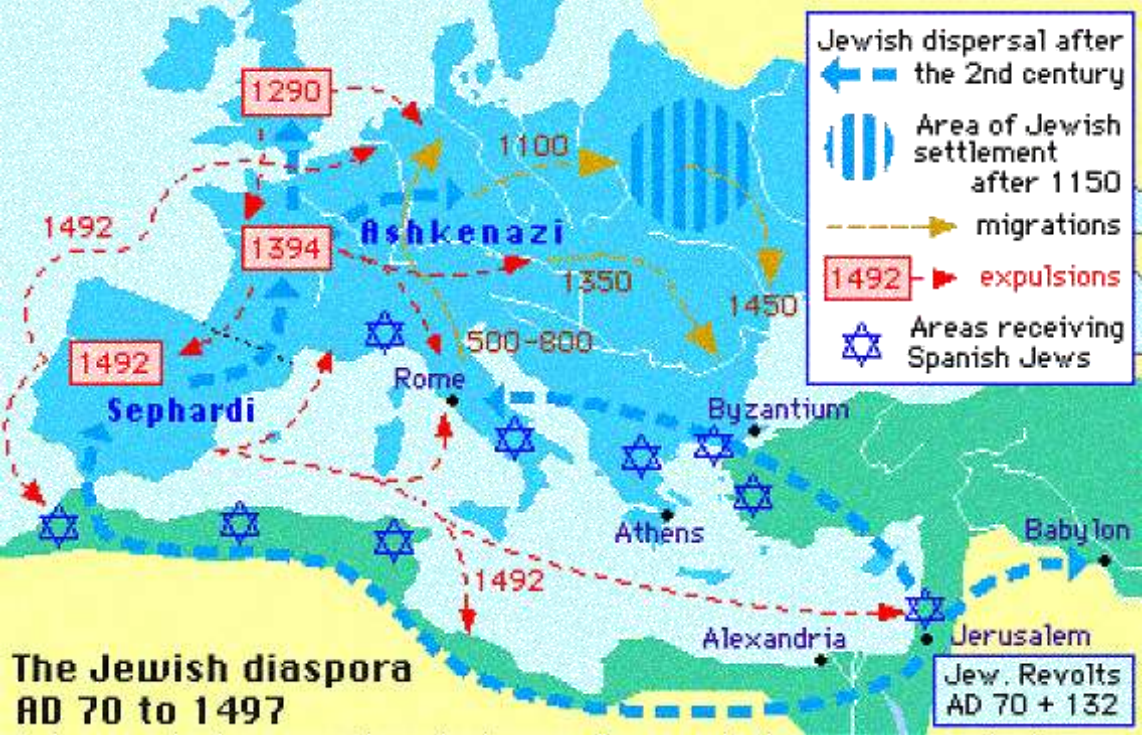 Jewish dispersal after
the 2nd century
Area of Jewish
settlement
after 1150
migrations
1492
expulsions
Areas receiving
Spanish Jews
1290
1100
1492
1394
Ashkenazi
1350
1450
500-800
1492
Rome
Sephardi
Byzantium
Athens
Babylon
1492
Alexandria
Jerusalem
Jew. Revolts
AD 70 + 132
The Jewish diaspora
AD 70 to 1497